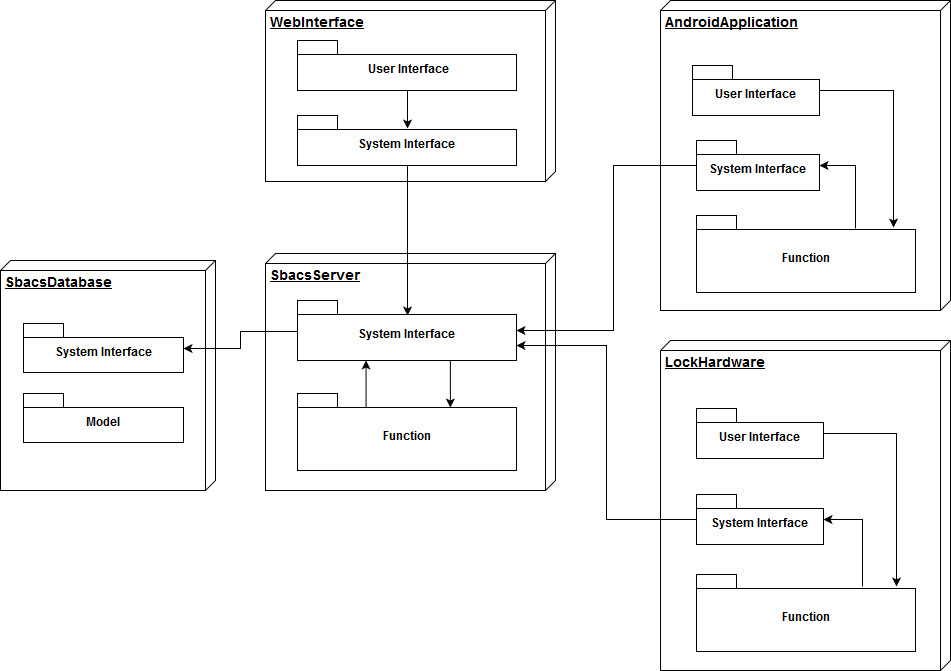 WebInterface
User Interface
System Interface
AndroidApplication
User Interface
System Interface
Function
SbacsDatabase
System Interface
Model
SbacsServer
System Interface
Function
LockHardware
User Interface
System Interface
Function